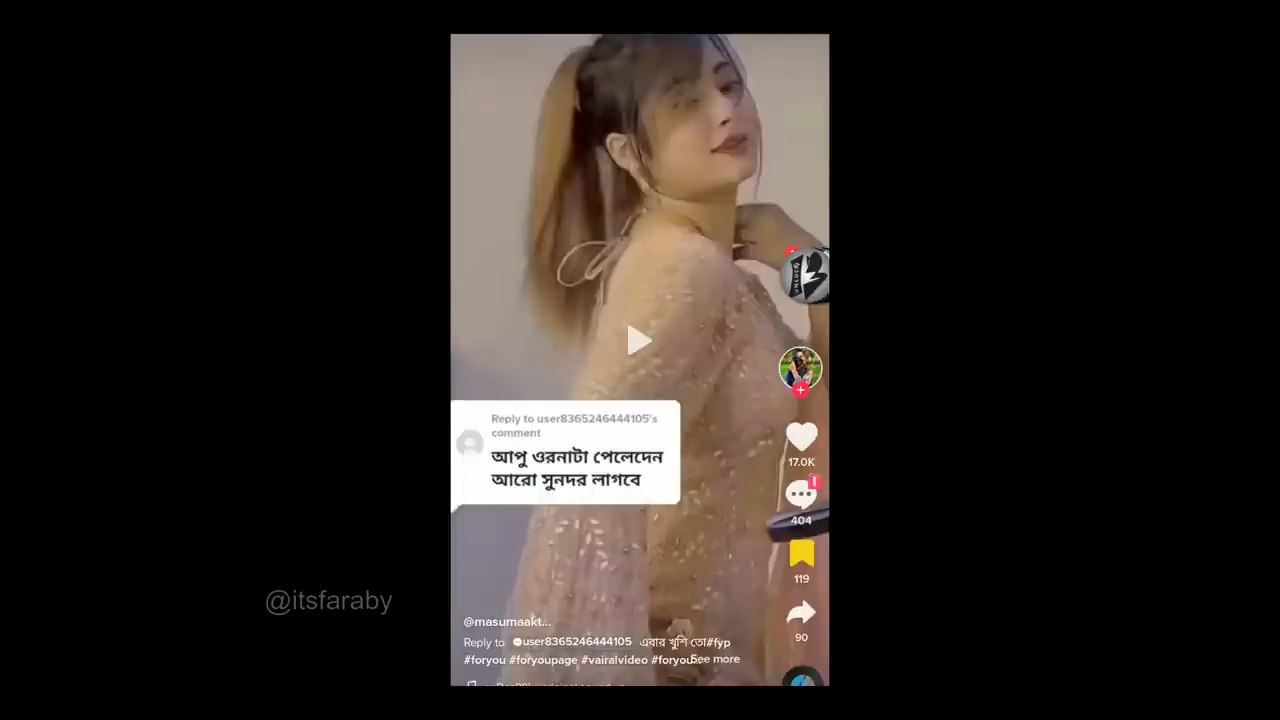 Reply to user8365246444105's
comment
আপু ওরনাটা পেলেদেন
আরো সুনদর লাগবে
17.0K
404
119
90
@itsfaraby
@masumaakt...
Reply to user8365246444105 এবার খুশি তো#fyp
#foryou #foryoupage #vairalvideo #foryou... See more